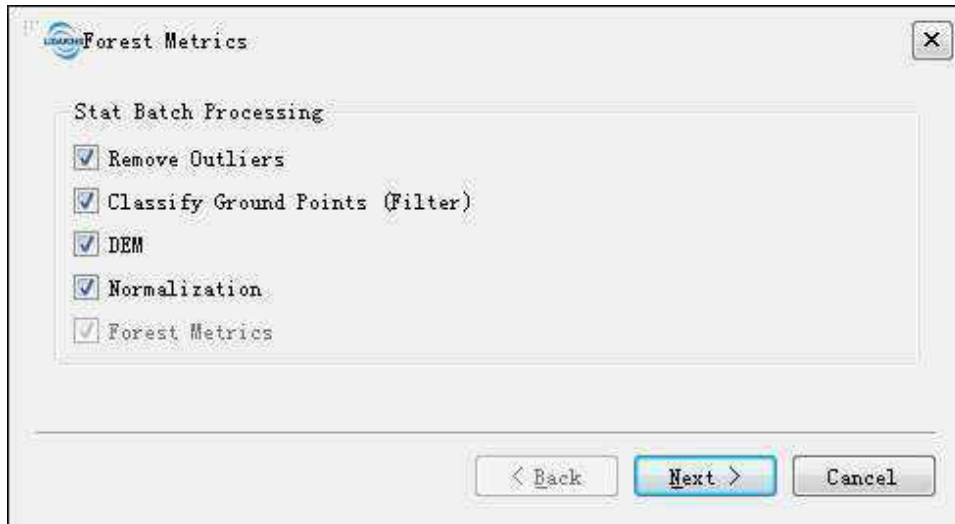 Forest Metrics
Stat Batch Processing
Remove Outliers
Classify Ground Points (Filter)
DEM
Normalization
Forest Metrics
< Back
Next >
Cancel